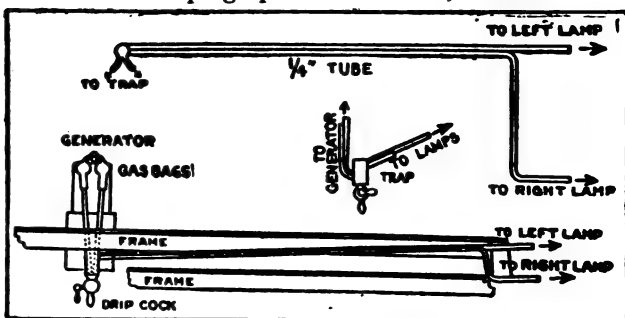 TO LEFT LAMP
TO TRAP
1/4" TUBE
GENERATOR
GAS BAGS
TO GENERATOR
TO LAMPS
TRAP
TO RIGHT LAMP
TO LEFT LAMP
FRAME
TO RIGHT LAMP
FRAME
DRIP COCK